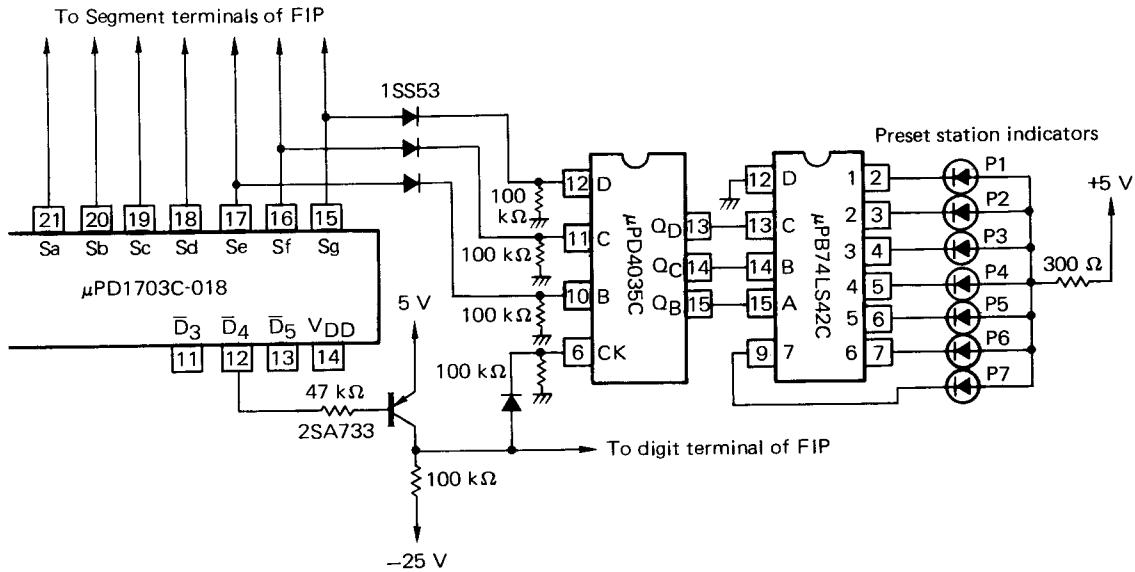 To Segment terminals of FIP
1SS53
Preset station indicators
+5 V
21 20 19 18 17 16 15
Sa Sb Sc Sd Se Sf Sg
μPD1703C-018
D̅3 D̅4 D̅5 VDD
11 12 13 14
47 kΩ
2SA733
5 V
100 kΩ
−25 V
To digit terminal of FIP
100 kΩ
100 kΩ
100 kΩ
100 kΩ
12 D
11 C
10 B
6 CK
μPD4035C
QD 13
QC 14
QB 15
12 D
13 C
14 B
15 A
9 7
μPB74LS42C
1 2
2 3
3 4
4 5
5 6
6 7
P1
P2
P3
P4
P5
P6
P7
300 Ω